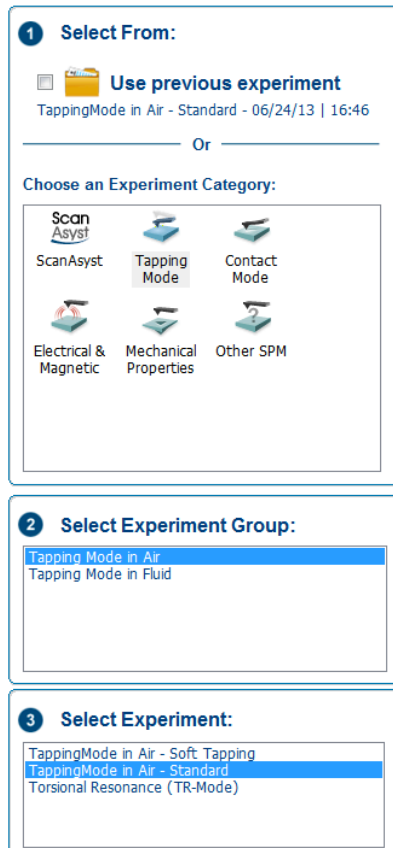 1 Select From:
Use previous experiment
TappingMode in Air - Standard - 06/24/13 | 16:46
Or
Choose an Experiment Category:
Scan
Asyst
ScanAsyst
Tapping
Mode
Contact
Mode
Electrical &
Magnetic
Mechanical
Properties
?
Other SPM
2 Select Experiment Group:
Tapping Mode in Air
Tapping Mode in Fluid
3 Select Experiment:
TappingMode in Air - Soft Tapping
TappingMode in Air - Standard
Torsional Resonance (TR-Mode)